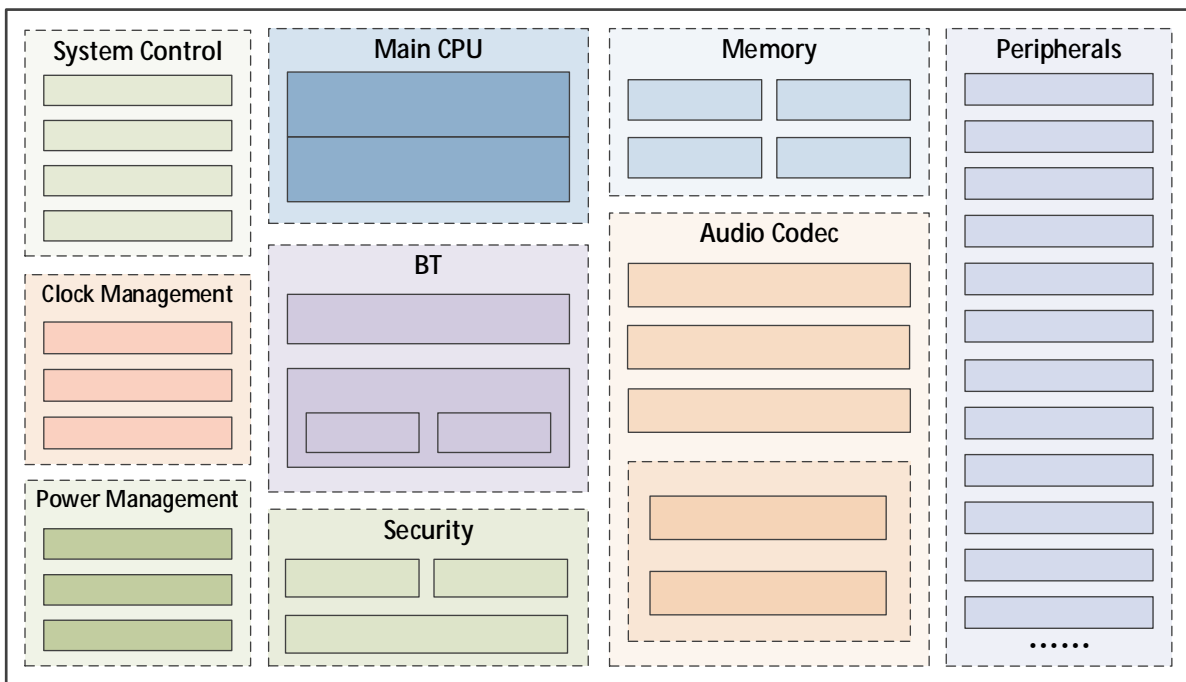 System Control
Clock Management
Power Management
Main CPU
BT
Security
Memory
Audio Codec
Peripherals
······